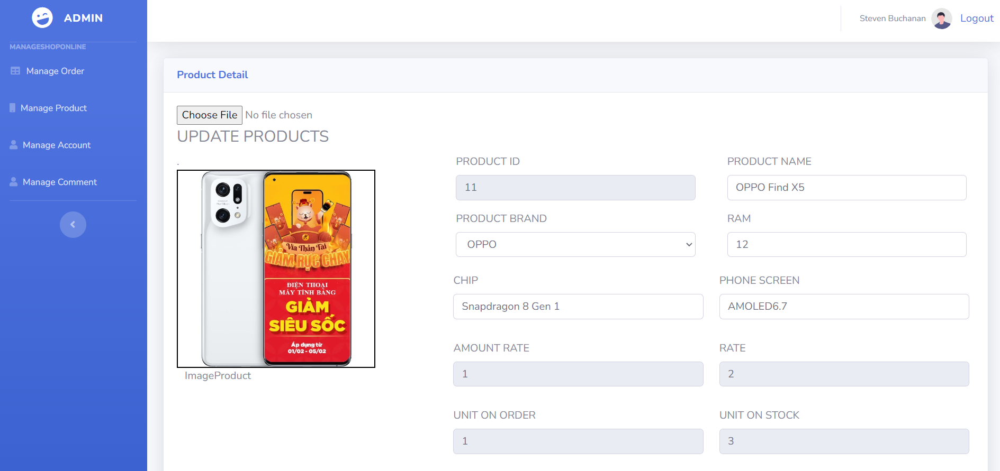 ADMIN
MANAGESHOPONLINE
Manage Order
Manage Product
Manage Account
Manage Comment
Steven Buchanan
Logout
Product Detail
Choose File No file chosen
UPDATE PRODUCTS
.
Vía Thần Tài
GIẢM RỰC CHÁY
ĐIỆN THOẠI
MÁY TÍNH BẢNG
GIẢM
SIÊU SỐC
Áp dụng từ
01/02 - 05/02
ImageProduct
PRODUCT ID
11
PRODUCT NAME
OPPO Find X5
PRODUCT BRAND
OPPO
RAM
12
CHIP
Snapdragon 8 Gen 1
PHONE SCREEN
AMOLED6.7
AMOUNT RATE
1
RATE
2
UNIT ON ORDER
1
UNIT ON STOCK
3